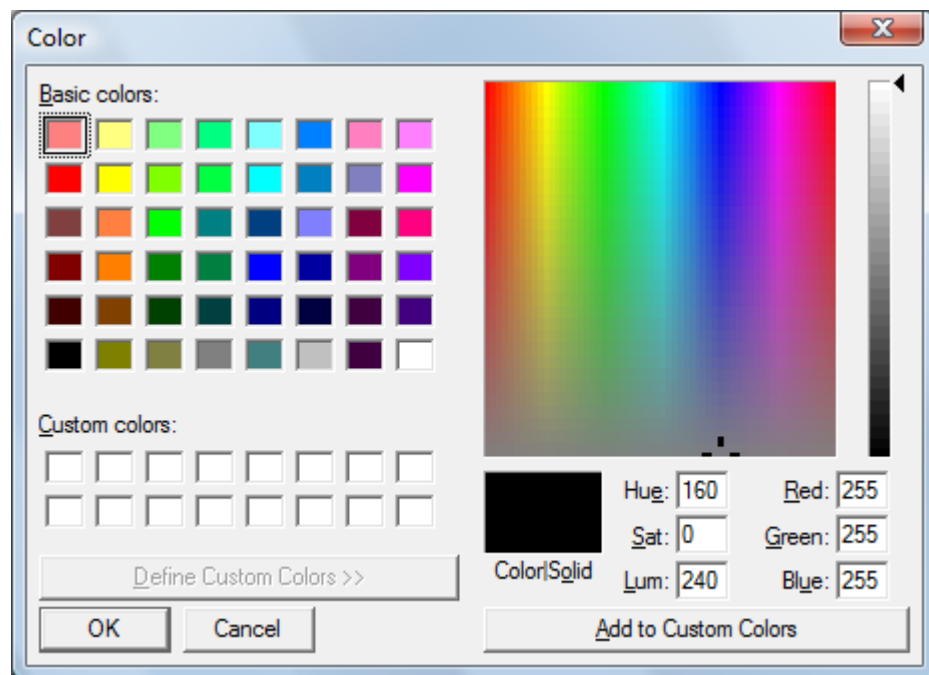 Color
Basic colors:
Custom colors:
Define Custom Colors >>
OK Cancel
Color|Solid
Hue: 160 Red: 255
Sat: 0 Green: 255
Lum: 240 Blue: 255
Add to Custom Colors